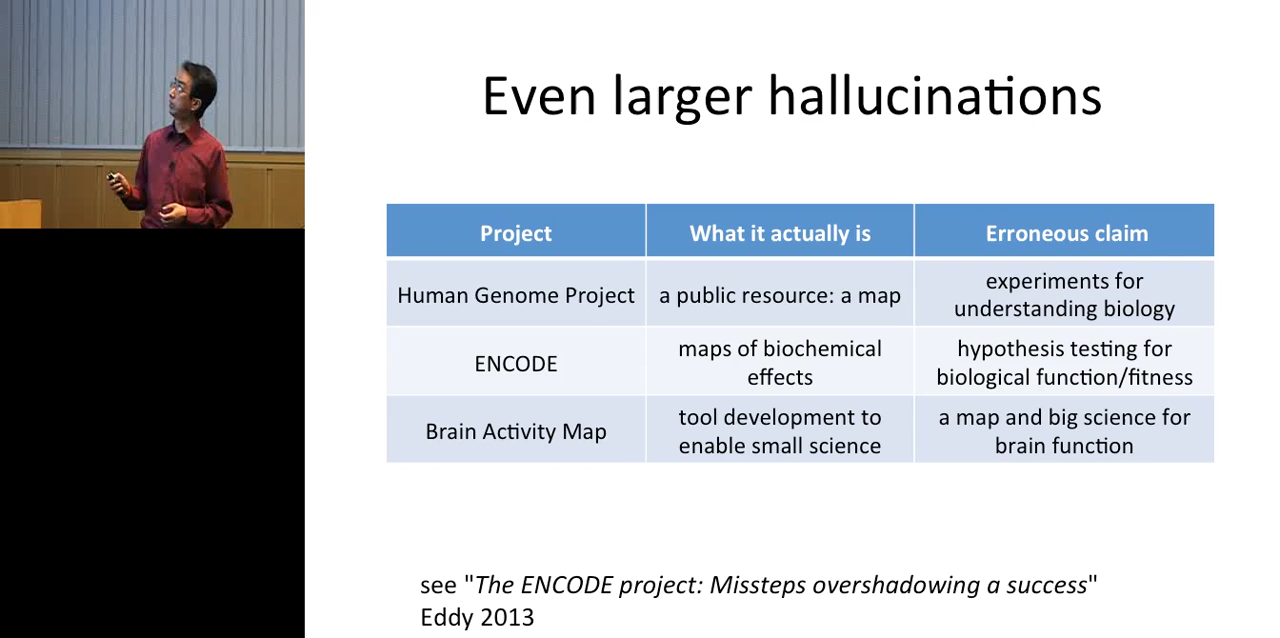 Even larger hallucinations
Project
What it actually is
Erroneous claim
Human Genome Project
a public resource: a map
experiments for
understanding biology
ENCODE
maps of biochemical
effects
hypothesis testing for
biological function/fitness
Brain Activity Map
tool development to
enable small science
a map and big science for
brain function
see "The ENCODE project: Missteps overshadowing a success"
Eddy 2013